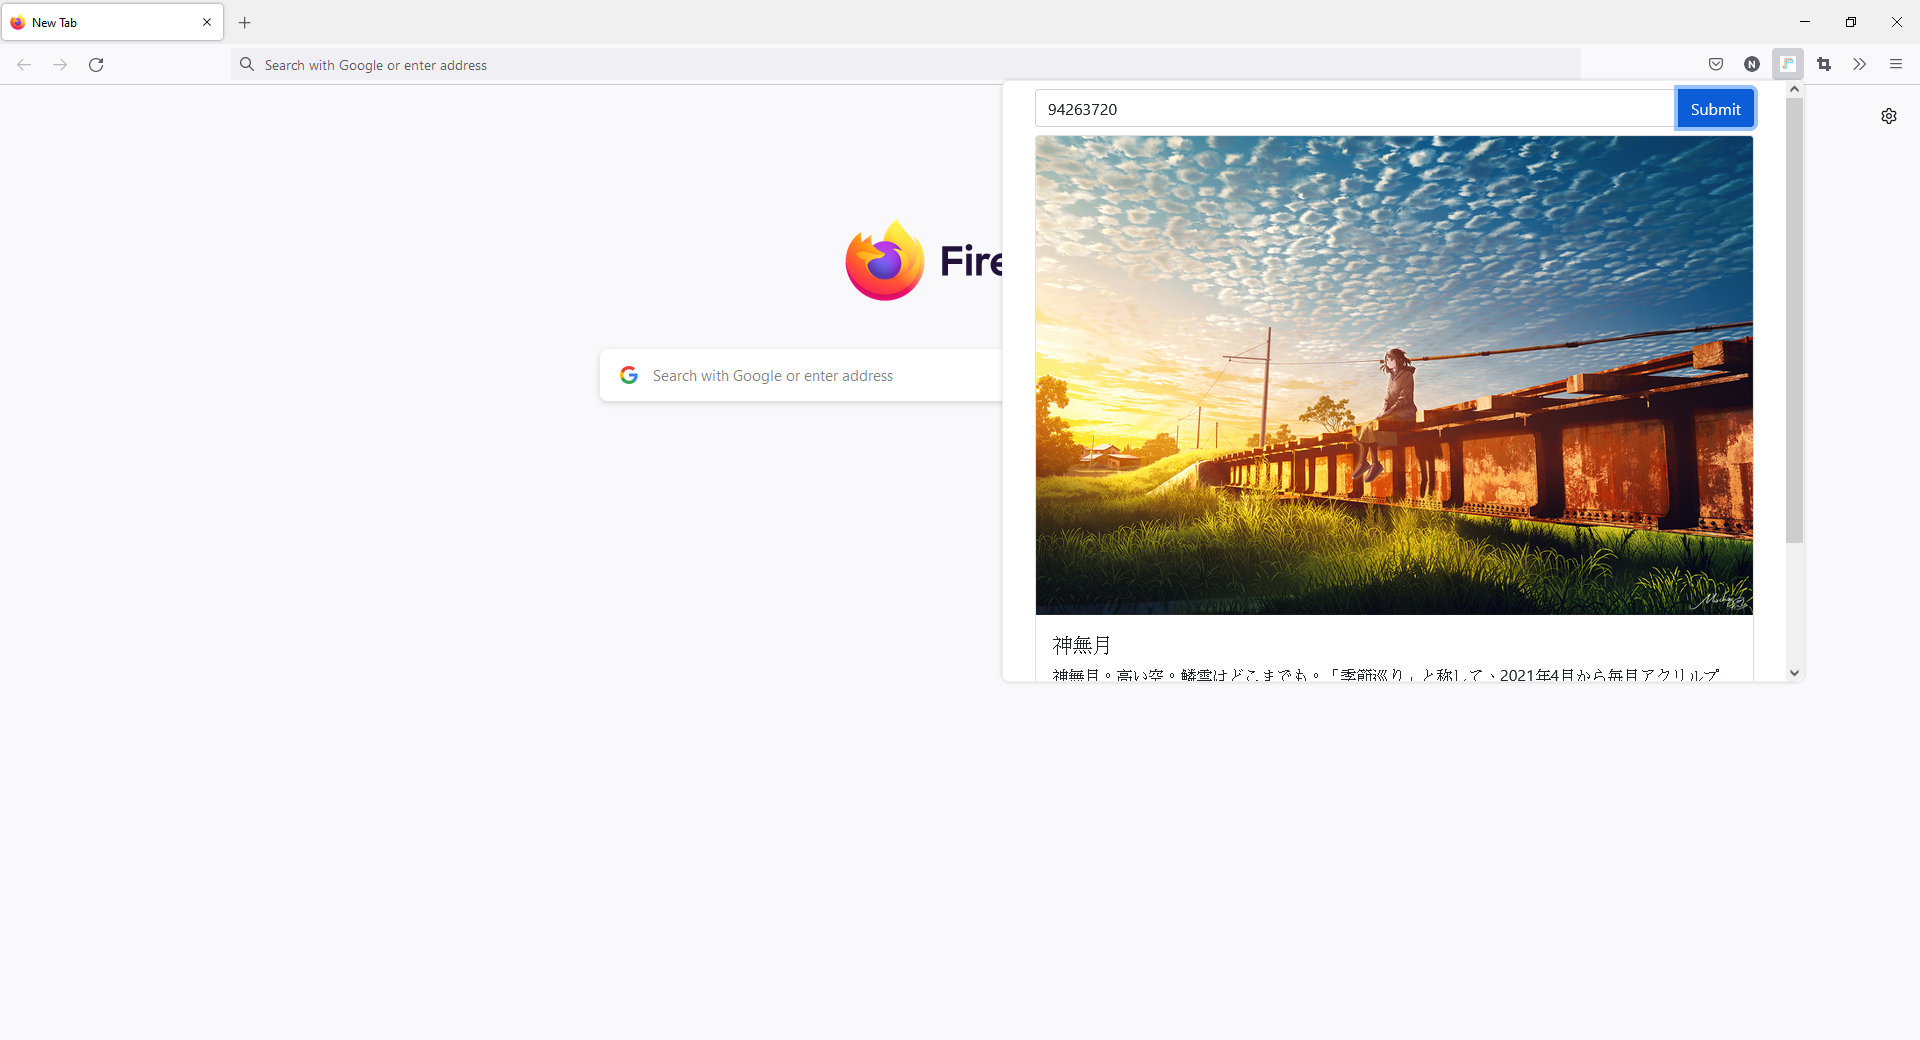 New Tab
Search with Google or enter address
94263720
Submit
Fire
Search with Google or enter address
神無月
神無月。高い空。鱗雲はどこまでも。「季節巡り」と称して、2021年4月から毎月アクリルプ